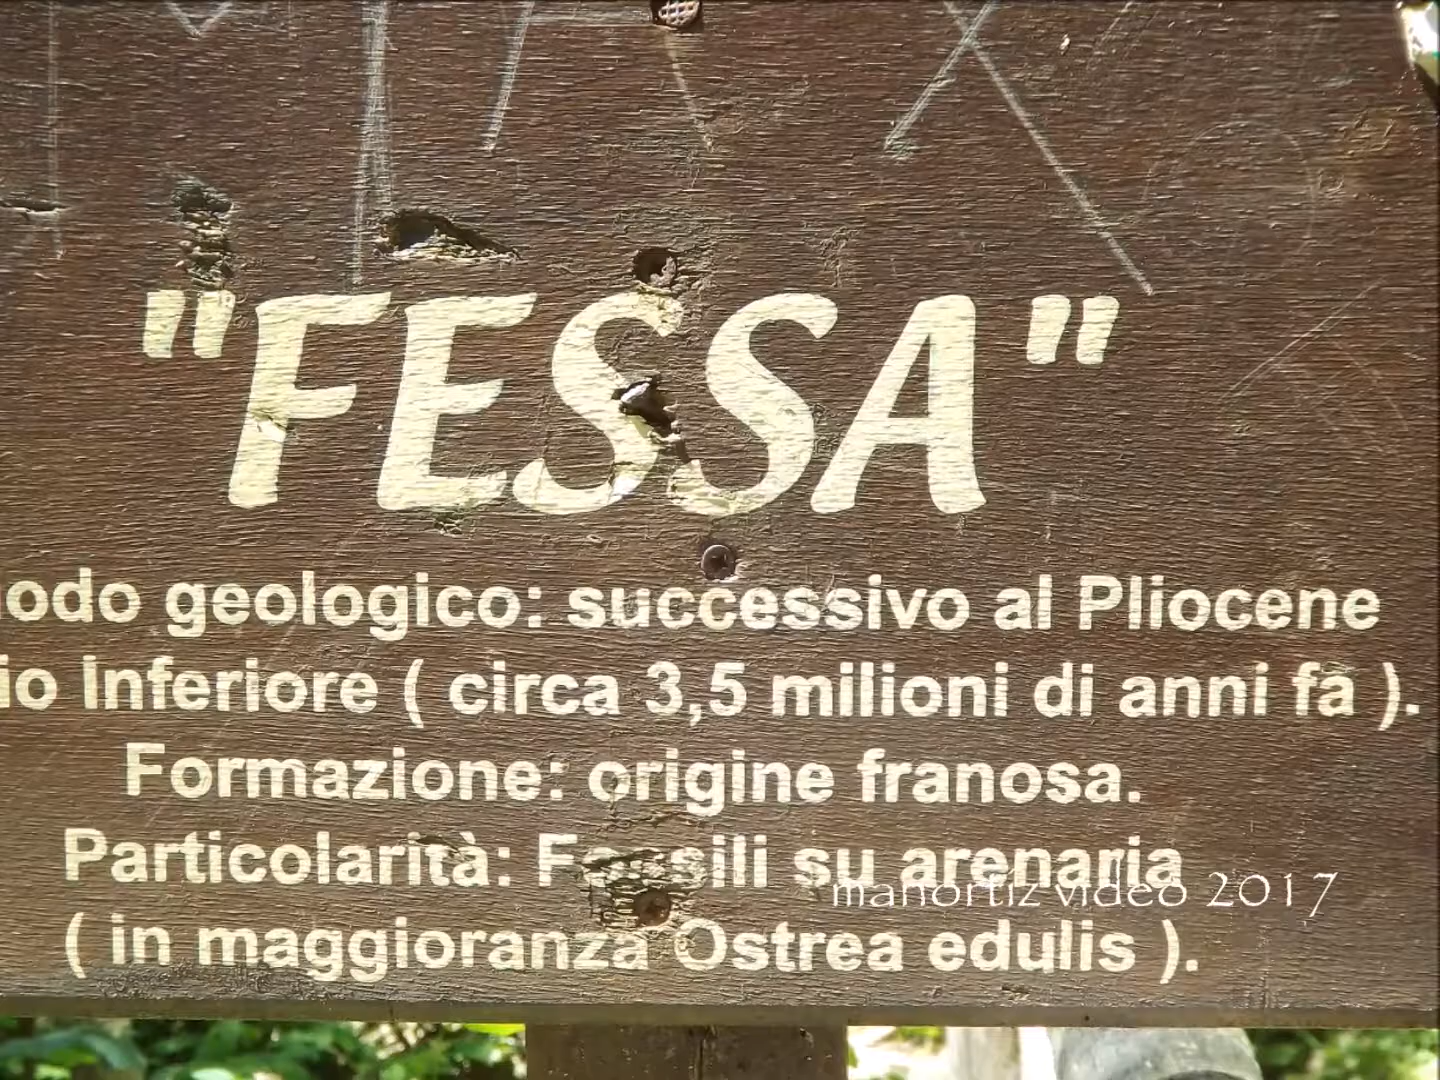 "FESSA"
odo geologico: successivo al Pliocene
io Inferiore ( circa 3,5 milioni di anni fa ).
Formazione: origine franosa.
Particolarità: Fossili su arenaria
manortiz video 2017
( in maggioranza Ostrea edulis ).